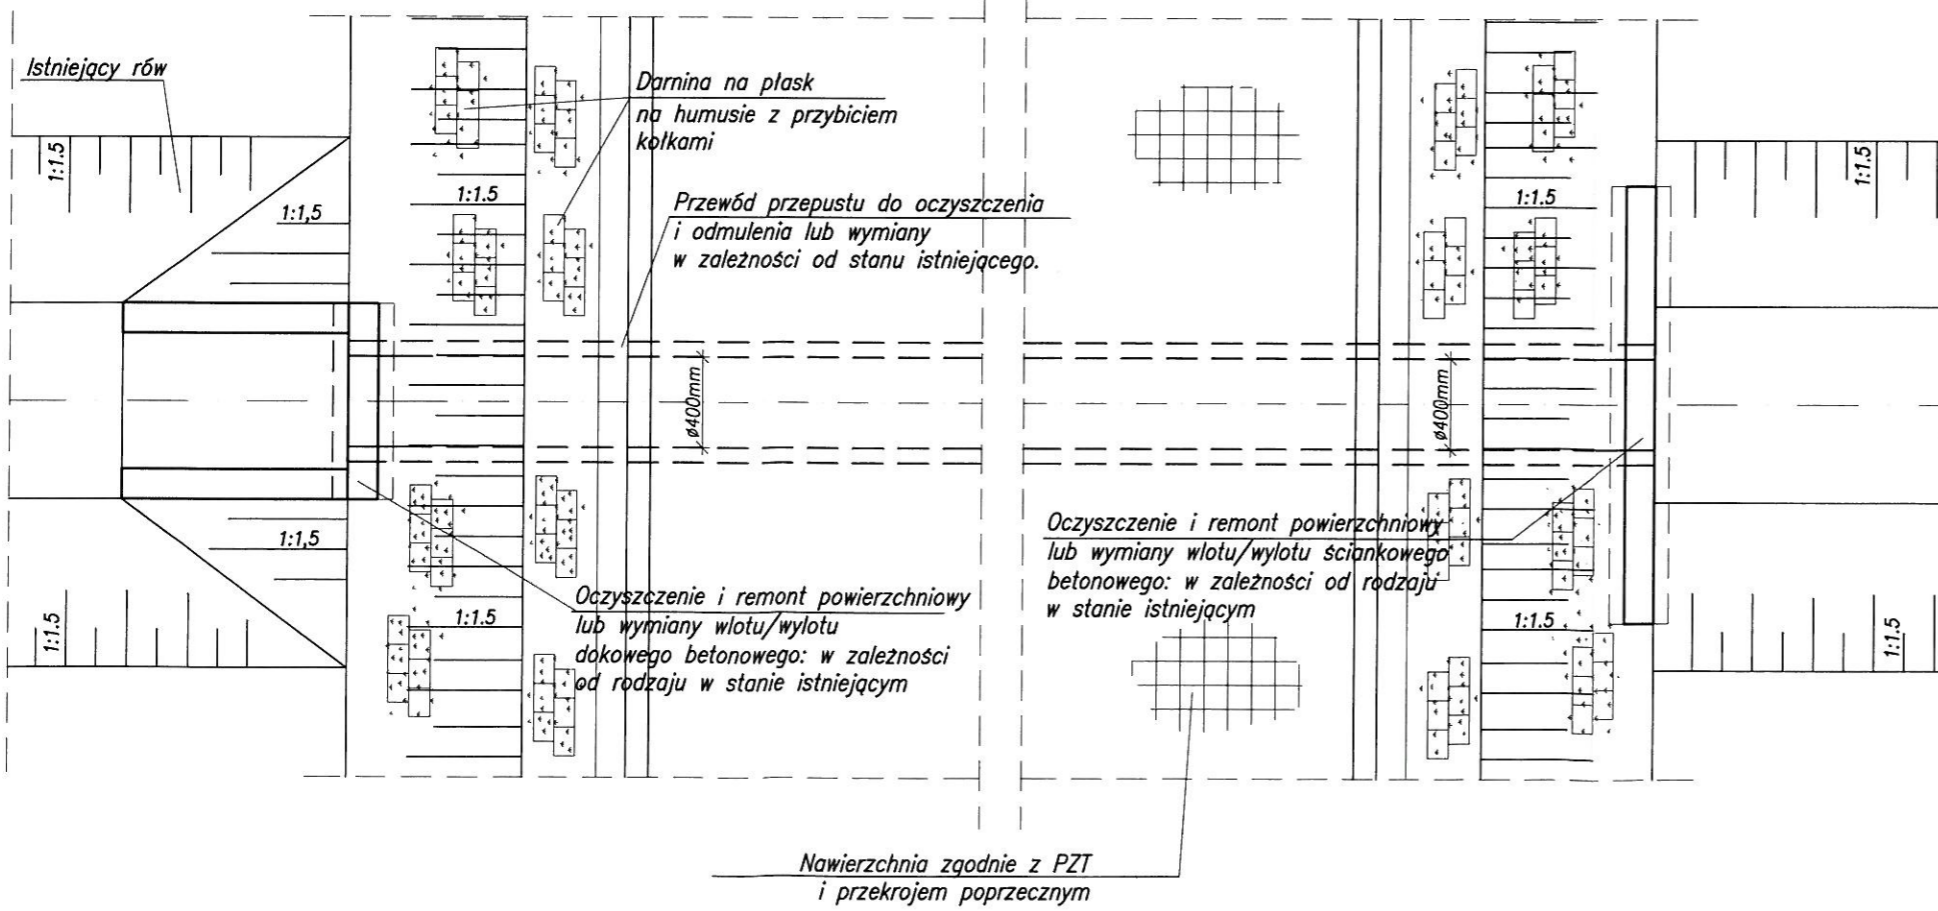 Istniejący rów
Darnina na płask
na humusie z przybiciem
kołkami
1:1.5
1:1.5
1:1,5
1:1.5
1:1.5
Przewód przepustu do oczyszczenia
i odmulenia lub wymiany
w zależności od stanu istniejącego.
ø400mm
ø400mm
Oczyszczenie i remont powierzchniowy
lub wymiany wlotu/wylotu ściankowego
betonowego: w zależności od rodzaju
w stanie istniejącym
1:1,5
1:1.5
Oczyszczenie i remont powierzchniowy
lub wymiany wlotu/wylotu
dokowego betonowego: w zależności
od rodzaju w stanie istniejącym
1:1.5
1:1.5
1:1.5
Nawierzchnia zgodnie z PZT
i przekrojem poprzecznym